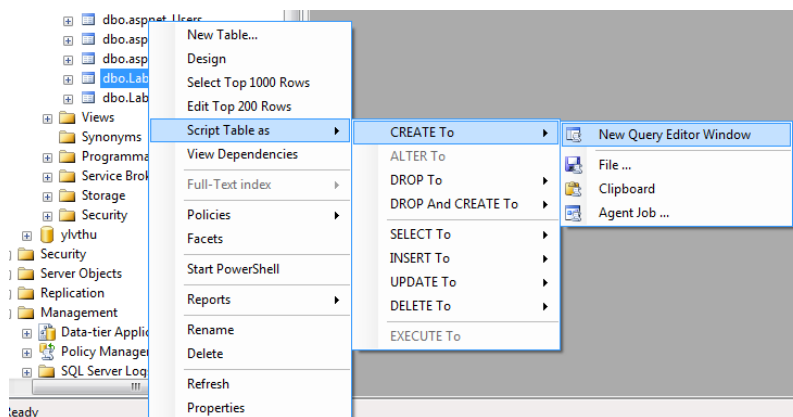 dbo.aspnet_Users
dbo.asp
dbo.asp
dbo.Lab
dbo.Lab
Views
Synonyms
Programma
Service Brok
Storage
Security
ylvthu
Security
Server Objects
Replication
Management
Data-tier Applic
Policy Manager
SQL Server Log
Ready
New Table...
Design
Select Top 1000 Rows
Edit Top 200 Rows
Script Table as
View Dependencies
Full-Text index
Policies
Facets
Start PowerShell
Reports
Rename
Delete
Refresh
Properties
CREATE To
ALTER To
DROP To
DROP And CREATE To
SELECT To
INSERT To
UPDATE To
DELETE To
EXECUTE To
New Query Editor Window
File ...
Clipboard
Agent Job ...